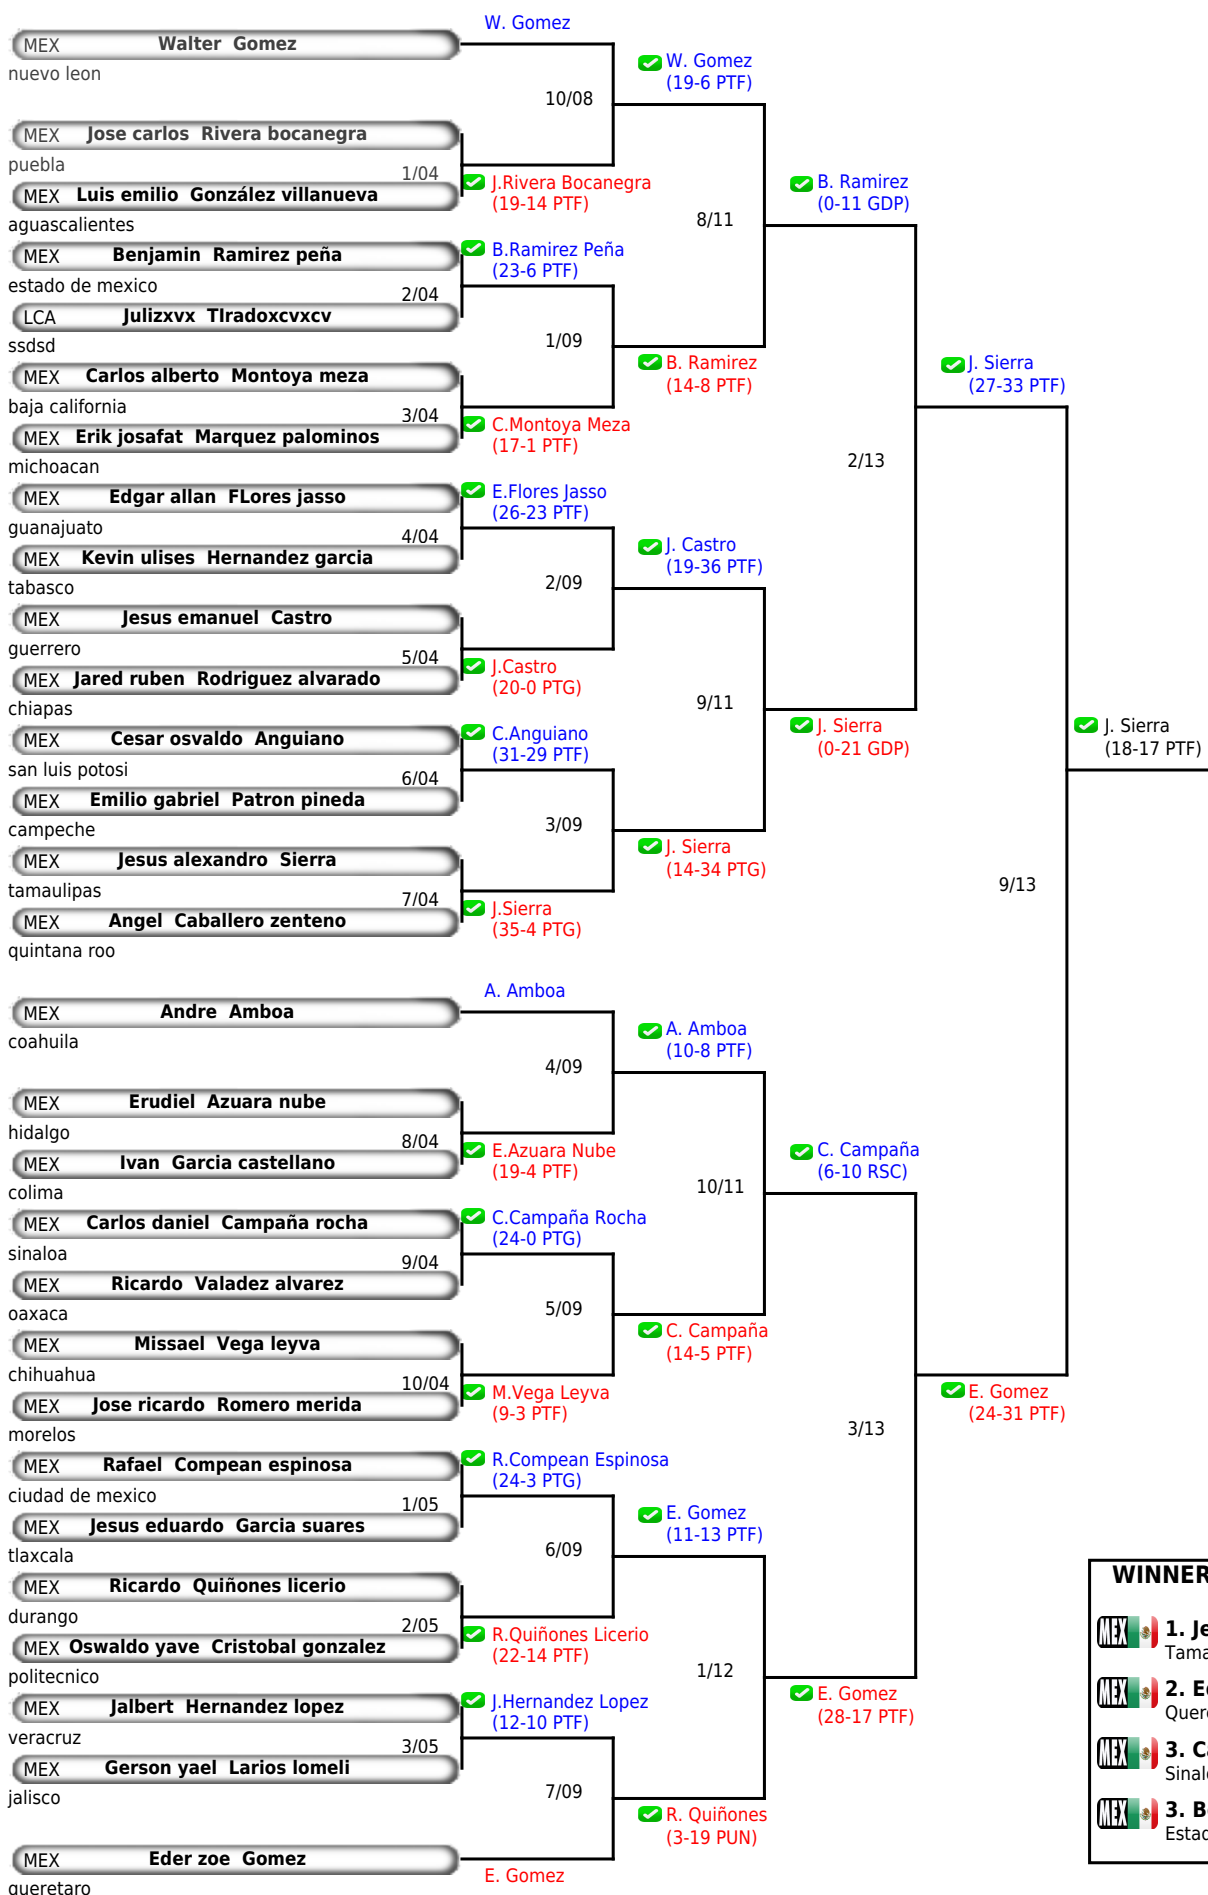 W. Gomez
MEX Walter Gomez
nuevo leon
W. Gomez
(19-6 PTF)
10/08
MEX Jose carlos Rivera bocanegra
puebla
1/04
J.Rivera Bocanegra
(19-14 PTF)
MEX Luis emilio González villanueva
aguascalientes
B. Ramirez
(0-11 GDP)
8/11
MEX Benjamin Ramirez peña
estado de mexico
B.Ramirez Peña
(23-6 PTF)
2/04
LCA Julizxvx TIradoxcvxcv
ssdsd
1/09
B. Ramirez
(14-8 PTF)
J. Sierra
(27-33 PTF)
MEX Carlos alberto Montoya meza
baja california
3/04
C.Montoya Meza
(17-1 PTF)
MEX Erik josafat Marquez palominos
michoacan
2/13
MEX Edgar allan FLores jasso
guanajuato
E.Flores Jasso
(26-23 PTF)
4/04
J. Castro
(19-36 PTF)
MEX Kevin ulises Hernandez garcia
tabasco
2/09
MEX Jesus emanuel Castro
guerrero
5/04
J.Castro
(20-0 PTG)
MEX Jared ruben Rodriguez alvarado
chiapas
9/11
J. Sierra
(0-21 GDP)
J. Sierra
(18-17 PTF)
MEX Cesar osvaldo Anguiano
san luis potosi
C.Anguiano
(31-29 PTF)
6/04
MEX Emilio gabriel Patron pineda
campeche
3/09
J. Sierra
(14-34 PTG)
MEX Jesus alexandro Sierra
tamaulipas
7/04
J.Sierra
(35-4 PTG)
MEX Angel Caballero zenteno
quintana roo
9/13
A. Amboa
MEX Andre Amboa
coahuila
A. Amboa
(10-8 PTF)
4/09
MEX Erudiel Azuara nube
hidalgo
8/04
E.Azuara Nube
(19-4 PTF)
MEX Ivan Garcia castellano
colima
C. Campaña
(6-10 RSC)
10/11
MEX Carlos daniel Campaña rocha
sinaloa
C.Campaña Rocha
(24-0 PTG)
9/04
MEX Ricardo Valadez alvarez
oaxaca
5/09
C. Campaña
(14-5 PTF)
MEX Missael Vega leyva
chihuahua
10/04
M.Vega Leyva
(9-3 PTF)
MEX Jose ricardo Romero merida
morelos
E. Gomez
(24-31 PTF)
3/13
MEX Rafael Compean espinosa
ciudad de mexico
R.Compean Espinosa
(24-3 PTG)
1/05
MEX Jesus eduardo Garcia suares
tlaxcala
E. Gomez
(11-13 PTF)
6/09
MEX Ricardo Quiñones licerio
durango
2/05
R.Quiñones Licerio
(22-14 PTF)
MEX Oswaldo yave Cristobal gonzalez
politecnico
1/12
E. Gomez
(28-17 PTF)
MEX Jalbert Hernandez lopez
veracruz
J.Hernandez Lopez
(12-10 PTF)
3/05
MEX Gerson yael Larios lomeli
jalisco
7/09
R. Quiñones
(3-19 PUN)
MEX Eder zoe Gomez
queretaro
E. Gomez
WINNER
MEX 1. Je
Tama
MEX 2. E
Quer
MEX 3. Ca
Sinal
MEX 3. B
Estad